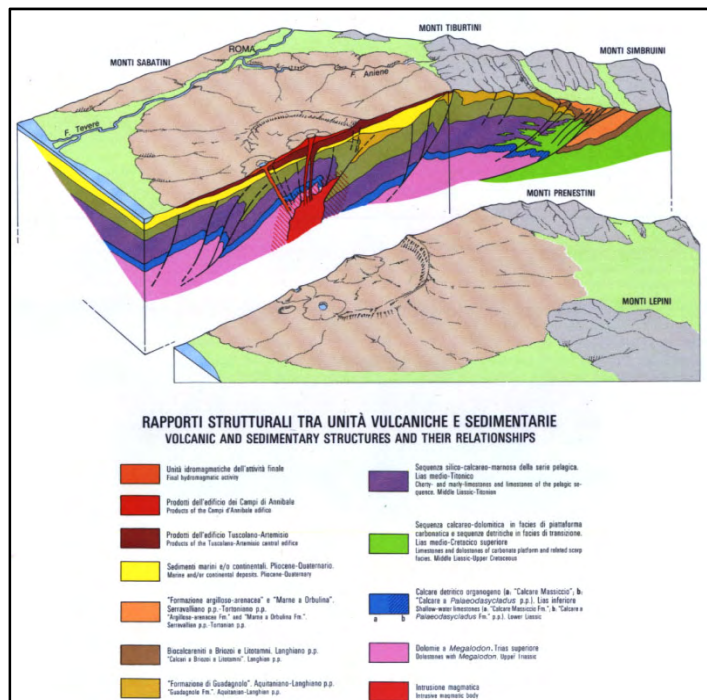 MONTI TIBURTINI
MONTI SIMBRUINI
ROMA
MONTI SABATINI
F. Aniene
F. Tevere
MONTI PRENESTINI
MONTI LEPINI
RAPPORTI STRUTTURALI TRA UNITÀ VULCANICHE E SEDIMENTARIE
VOLCANIC AND SEDIMENTARY STRUCTURES AND THEIR RELATIONSHIPS
Unità idromagmatiche dell'attività finale
Final hydromagmatic activity
Prodotti dell'edificio dei Campi di Annibale
Products of the Campi d'Annibale edifice
Prodotti dell'edificio Tuscolano-Artemisio
Products of the Tuscolano-Artemisio central edifice
Sedimenti marini e/o continentali. Pliocene-Quaternario.
Marine and/or continental deposits. Pliocene-Quaternary
"Formazione argilloso-arenacea" e "Marne a Orbulina".
Serravalliano p.p.-Tortoniano p.p.
"Argilloso-arenacea Fm." and "Marne a Orbulina Fm".
Serravallian p.p.-Tortonian p.p.
Biocalcareniti a Briozoi e Litotamni. Langhiano p.p.
"Calcari a Briozoi e Litotamni". Langhian p.p.
"Formazione di Guadagnolo". Aquitaniano-Langhiano p.p.
"Guadagnolo Fm.". Aquitanian-Langhian p.p.
Sequenza silico-calcareo-marnosa della serie pelagica.
Lias medio-Titonico
Cherty- and marly-limestones and limestones of the pelagic se-
quence. Middle Liassic-Titonian
Sequenza calcareo-dolomitica in facies di piattaforma
carbonatica e sequenze detritiche in facies di transizione.
Lias medio-Cretacico superiore
Limestones and dolostones of carbonate platform and related scarp
facies. Middle Liassic-Upper Cretaceous
Calcare detritico organogeno (a. "Calcare Massiccio", b.
"Calcare a Palaeodasycladus p.p.). Lias inferiore
Shallow-water limestones (a. "Calcare Massiccio Fm.", b. "Calcare a
Palaeodasycladus Fm." p.p.). Lower Liassic
a b
Dolomie a Megalodon. Trias superiore
Dolostones with Megalodon. Upper Triassic
Intrusione magmatica
Intrusive magmatic body